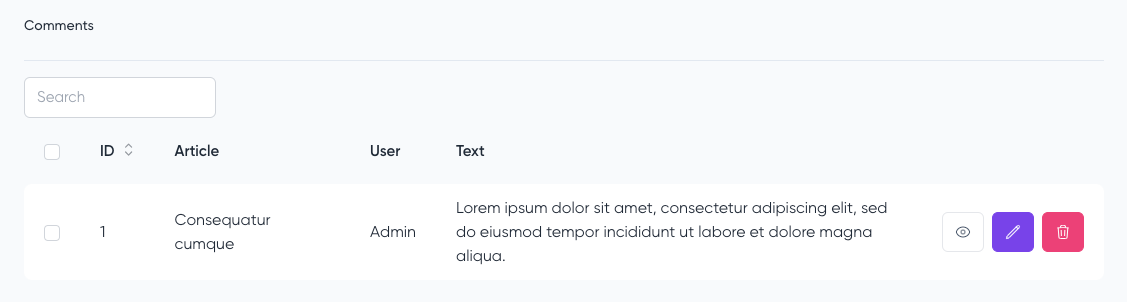 Comments
Search
ID Article User Text
1 Consequatur cumque Admin Lorem ipsum dolor sit amet, consectetur adipiscing elit, sed
do eiusmod tempor incididunt ut labore et dolore magna
aliqua.